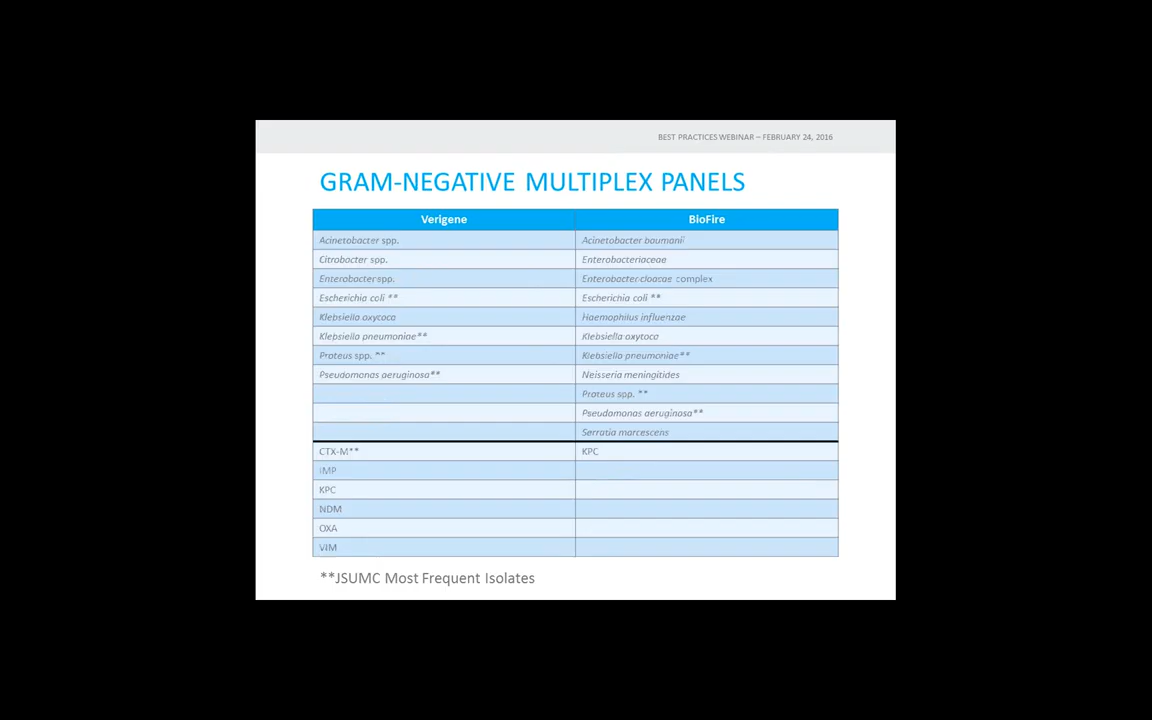 BEST PRACTICES WEBINAR – FEBRUARY 24, 2016
GRAM-NEGATIVE MULTIPLEX PANELS
Verigene BioFire
Acinetobacter spp. Acinetobacter baumanii
Citrobacter spp. Enterobacteriaceae
Enterobacter spp. Enterobacter cloacae complex
Escherichia coli ** Escherichia coli **
Klebsiella oxycoca Haemophilus influenzae
Klebsiella pneumoniae** Klebsiella oxytoca
Proteus spp. ** Klebsiella pneumoniae**
Pseudomonas aeruginosa** Neisseria meningitides
Proteus spp. **
Pseudomonas aeruginosa**
Serratia marcescens
CTX-M** KPC
IMP
KPC
NDM
OXA
VIM
**JSUMC Most Frequent Isolates